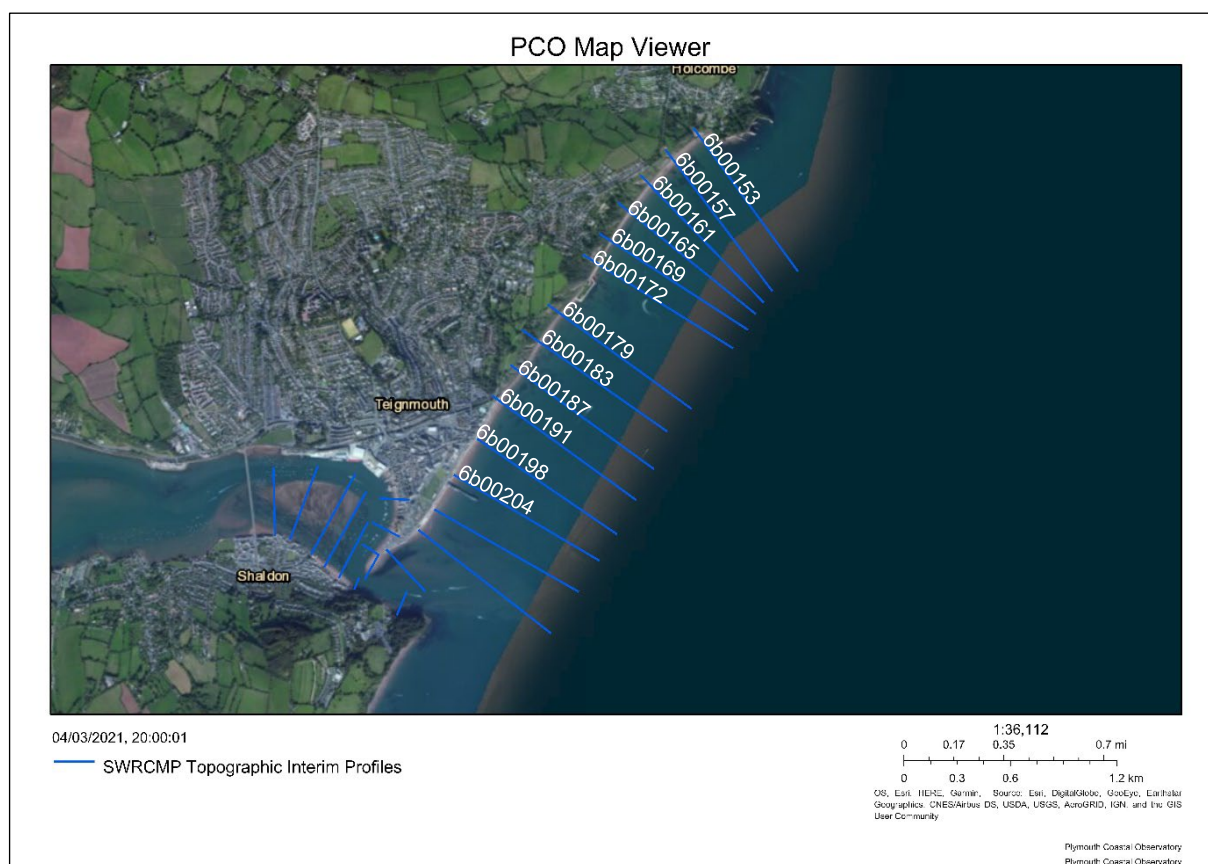 PCO Map Viewer
Holcombe
6b00153
6b00157
6b00161
6b00165
6b00169
6b00172
6b00179
6b00183
6b00187
6b00191
6b00198
6b00204
Teignmouth
Shaldon
04/03/2021, 20:00:01
SWRCMP Topographic Interim Profiles
1:36,112
0 0.17 0.35 0.7 mi
0 0.3 0.6 1.2 km
OS, Esri, HERE, Garmin, Source: Esri, DigitalGlobe, GeoEye, Earthstar
Geographics, CNES/Airbus DS, USDA, USGS, AeroGRID, IGN, and the GIS
User Community
Plymouth Coastal Observatory
Plymouth Coastal Observatory